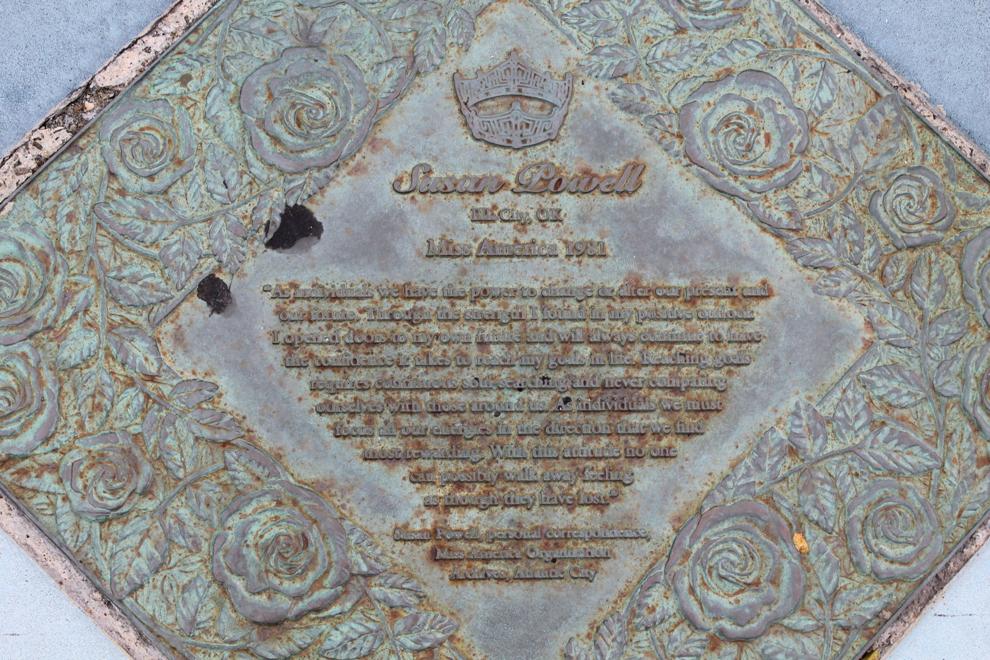 Susan Powell
Elk City, OK
Miss America 1981
"As individuals we have the power to change or alter our present and
our future. Through the strength I found in my positive outlook
I opened doors to my own future and will always continue to have
the confidence it takes to reach my goals in life. Reaching goals
requires soul searching and never comparing
ourselves with those around us. As individuals we must
focus all our energies in the direction that we find
most rewarding. With this attitude no one
can possibly walk away feeling
as though they have lost."
Susan Powell, personal correspondence,
Miss America Organization
Archives, Atlantic City